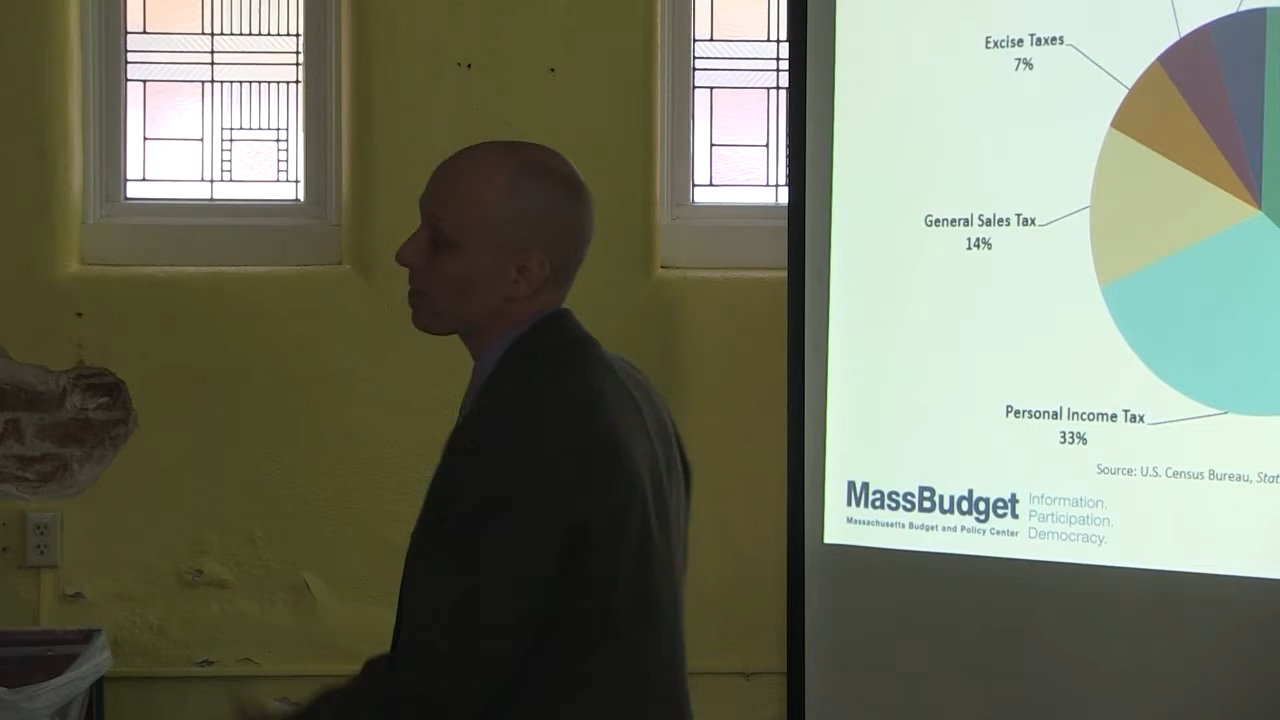 Excise Taxes
7%
General Sales Tax
14%
Personal Income Tax
33%
Source: U.S. Census Bureau,
MassBudget
Massachusetts Budget and Policy Center
Information.
Participation.
Democracy.